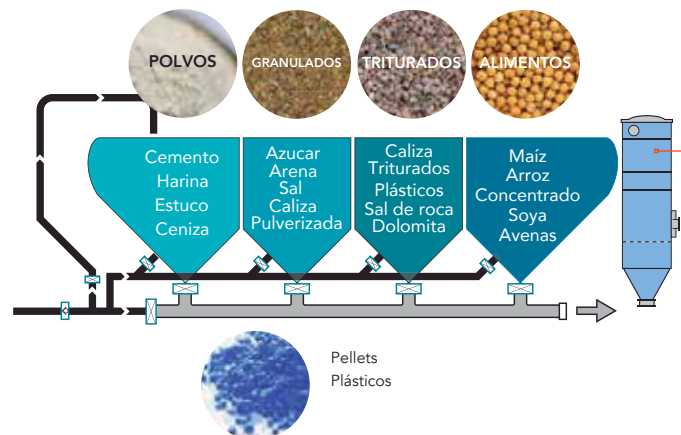 POLVOS
GRANULADOS
TRITURADOS
ALIMENTOS
Cemento
Harina
Estuco
Ceniza
Azucar
Arena
Sal
Caliza
Pulverizada
Caliza
Triturados
Plásticos
Sal de roca
Dolomita
Maíz
Arroz
Concentrado
Soya
Avenas
Pellets
Plásticos